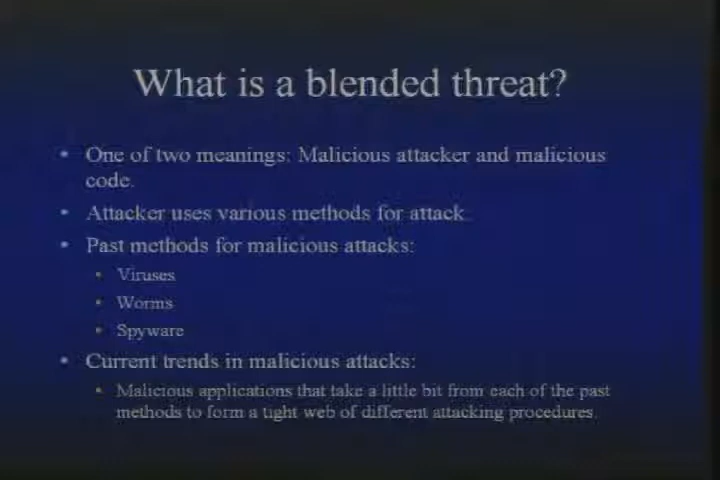 What is a blended threat?
• One of two meanings: Malicious attacker and malicious
code.
• Attacker uses various methods for attack.
• Past methods for malicious attacks:
• Viruses
• Worms
• Spyware
• Current trends in malicious attacks:
• Malicious applications that take a little bit from each of the past
methods to form a tight web of different attacking procedures.